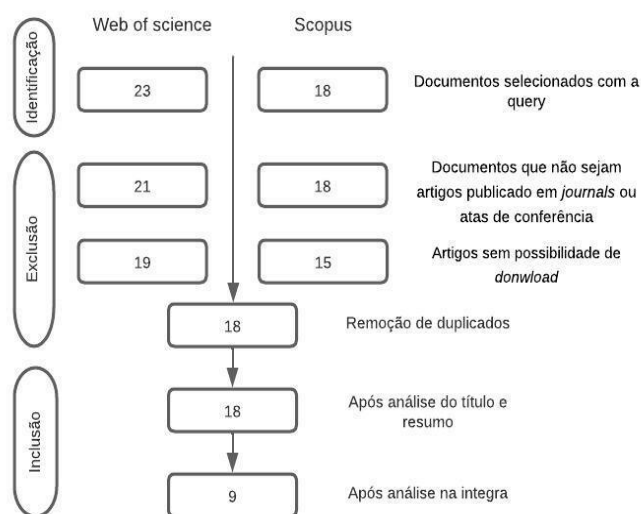 Web of science
Scopus
Identificação
23
18
Documentos selecionados com a
query
Exclusão
21
18
Documentos que não sejam
artigos publicado em journals ou
atas de conferência
19
15
Artigos sem possibilidade de
donwload
18
Remoção de duplicados
Inclusão
18
Após análise do título e
resumo
9
Após análise na integra